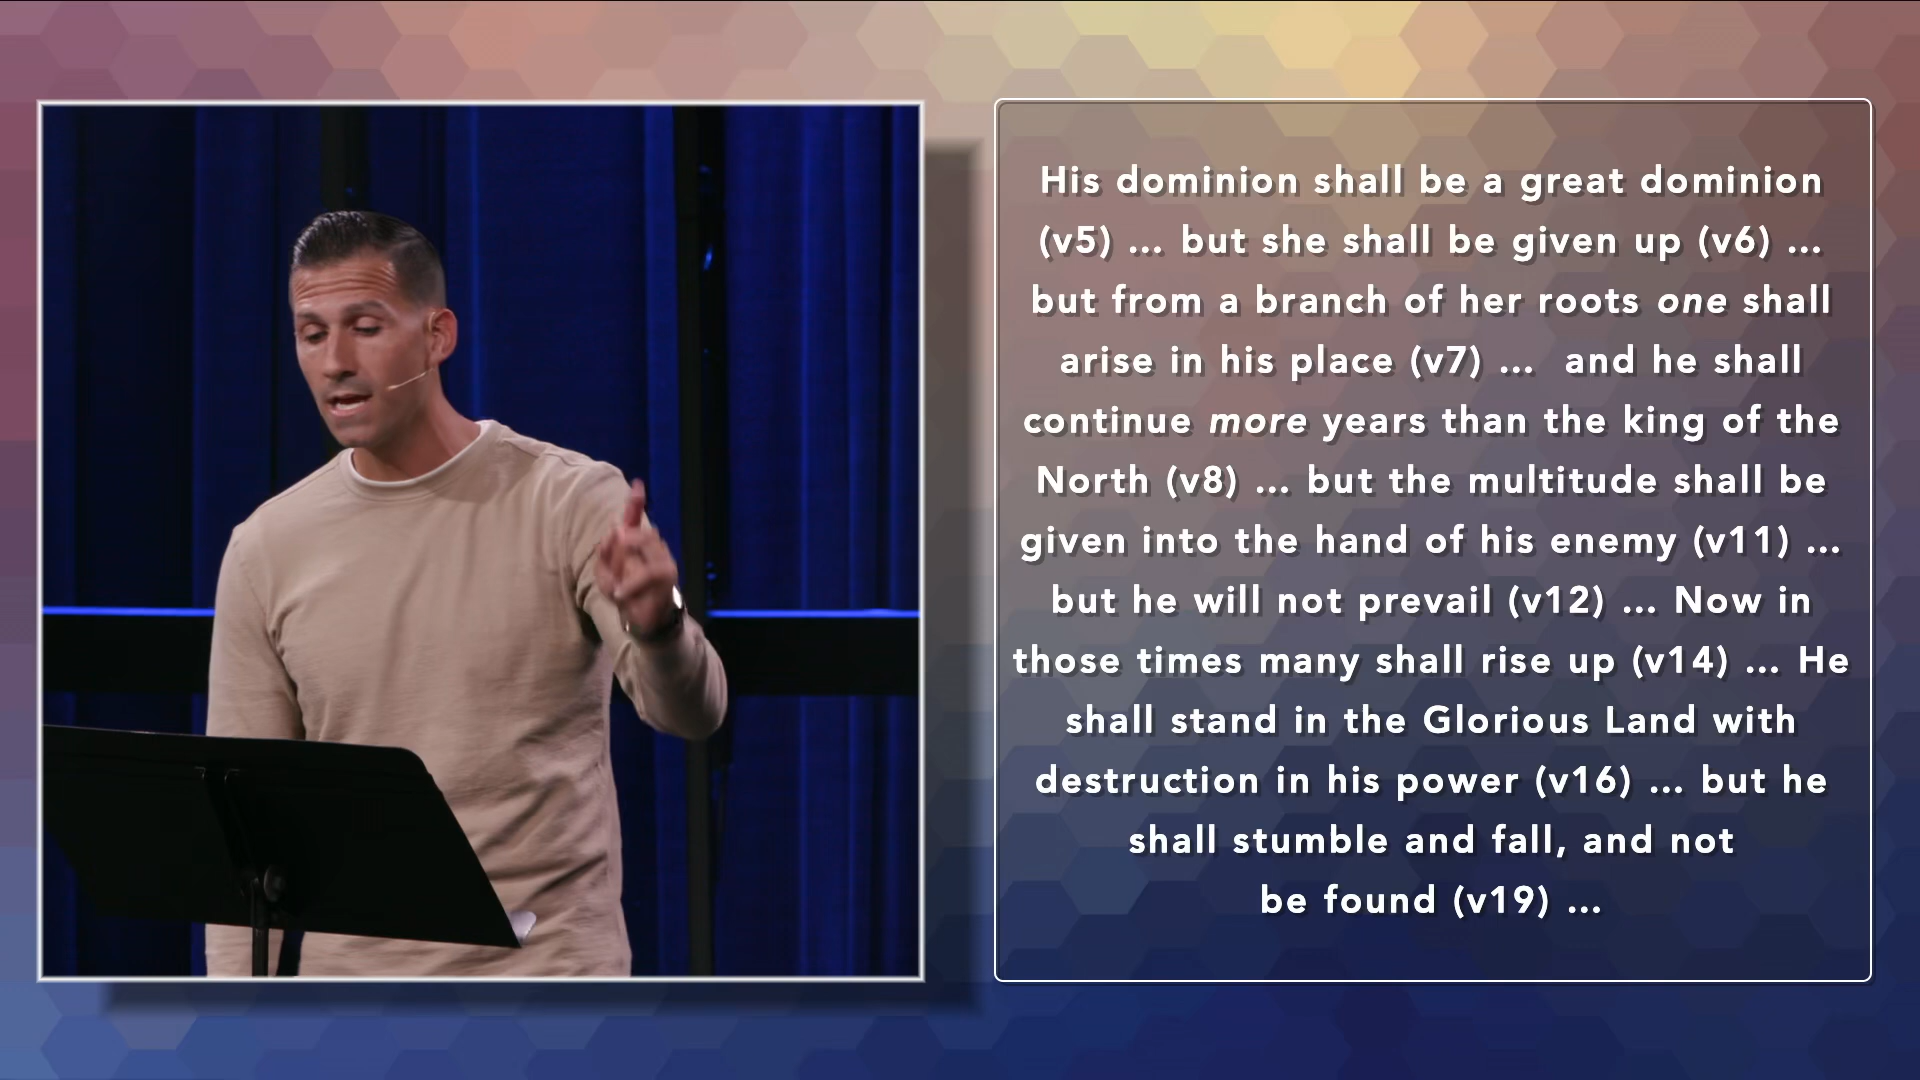 His dominion shall be a great dominion
(v5) ... but she shall be given up (v6) ...
but from a branch of her roots one shall
arise in his place (v7) ... and he shall
continue more years than the king of the
North (v8) ... but the multitude shall be
given into the hand of his enemy (v11) ...
but he will not prevail (v12) ... Now in
those times many shall rise up (v14) ... He
shall stand in the Glorious Land with
destruction in his power (v16) ... but he
shall stumble and fall, and not
be found (v19) ...